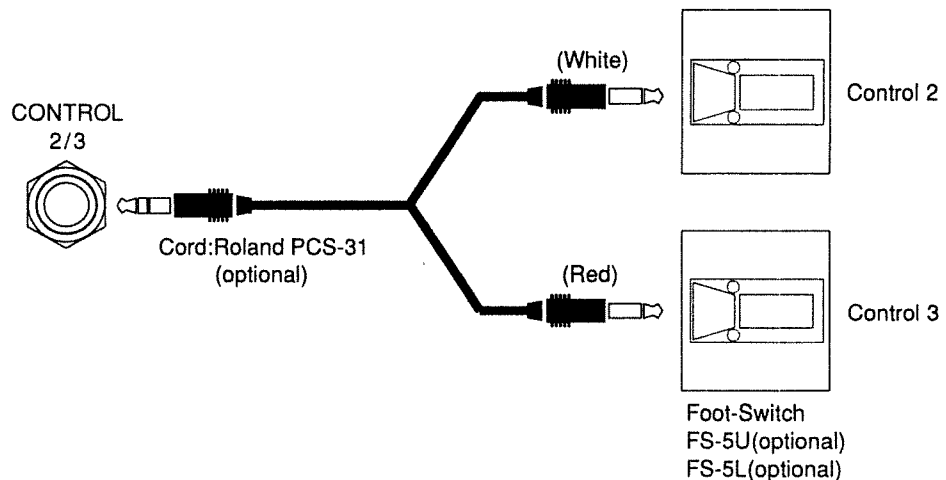 CONTROL
2/3
Cord:Roland PCS-31
(optional)
(White)
Control 2
(Red)
Control 3
Foot-Switch
FS-5U(optional)
FS-5L(optional)